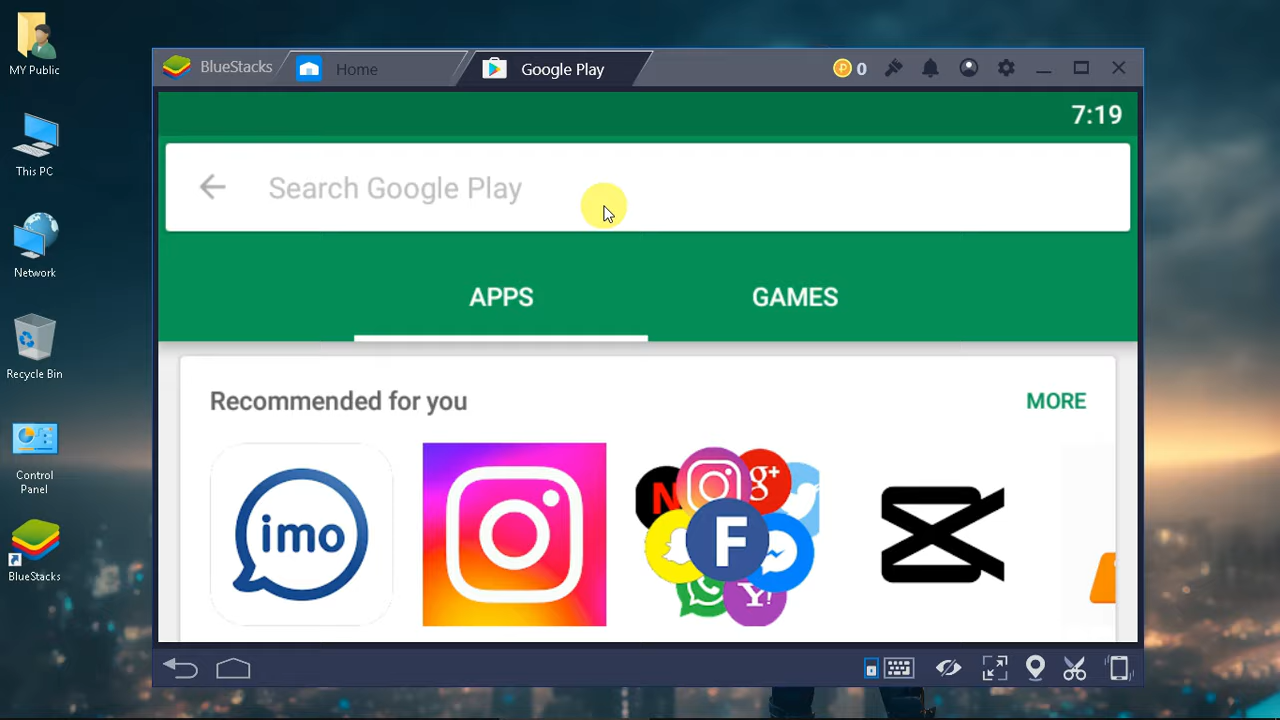 MY Public
This PC
Network
Recycle Bin
Control
Panel
BlueStacks
BlueStacks
Home
Google Play
P 0
7:19
Search Google Play
APPS
GAMES
Recommended for you
MORE
imo
N
g+
F
Y!